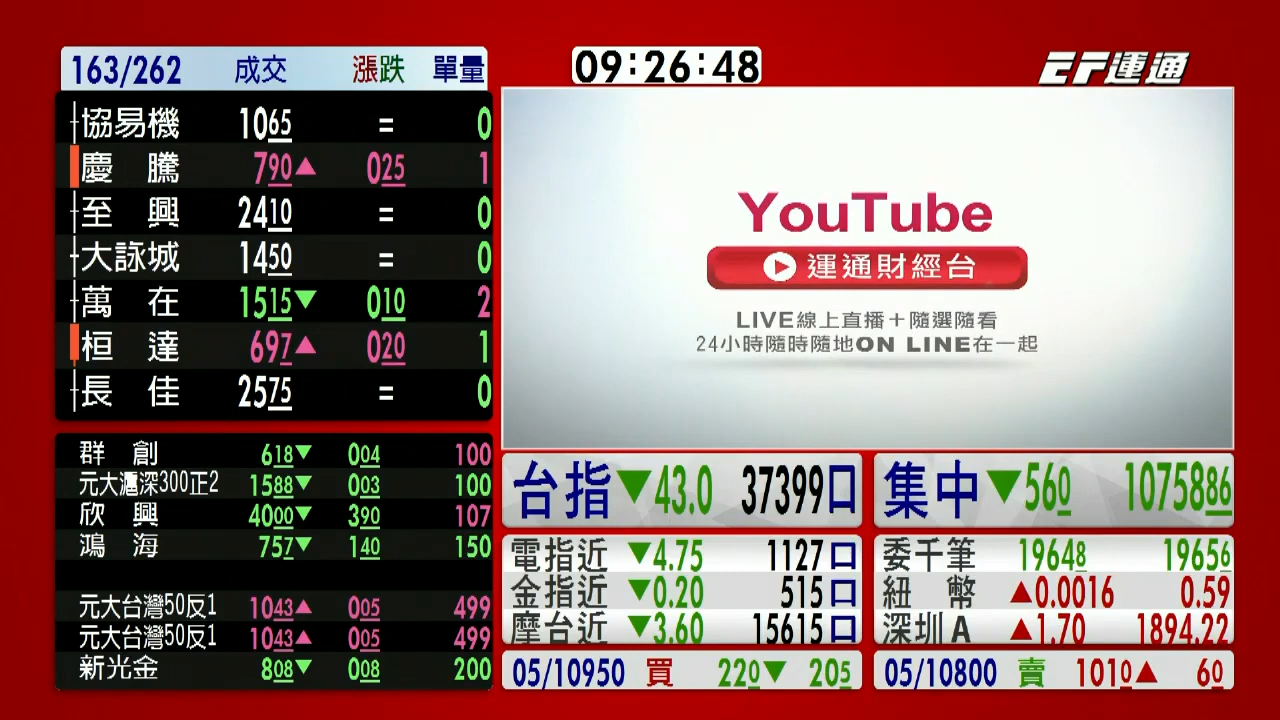 163/262 成交 漲跌 單量
協易機 1065 = 0
慶騰 790▲ 025 1
至興 2410 = 0
大詠城 1450 = 0
萬在 1515▼ 010 2
桓達 697▲ 020 1
長佳 2575 = 0
群創 618▼ 004 100
元大滬深300正2 1588▼ 003 100
欣興 4000▼ 390 107
鴻海 757▼ 140 150
元大台灣50反1 1043▲ 005 499
元大台灣50反1 1043▲ 005 499
新光金 808▼ 008 200
09:26:48
EF運通
YouTube
運通財經台
LIVE線上直播+隨選隨看
24小時隨時隨地ON LINE在一起
台指▼43.0 37399口
集中▼560 1075886
電指近 ▼4.75 1127口
金指近 ▼0.20 515口
摩台近 ▼3.60 15615口
委千筆 19648 19656
紐幣 ▲0.0016 0.59
深圳A ▲1.70 1894.22
05/10950 買 220▼ 205
05/10800 賣 1010▲ 60